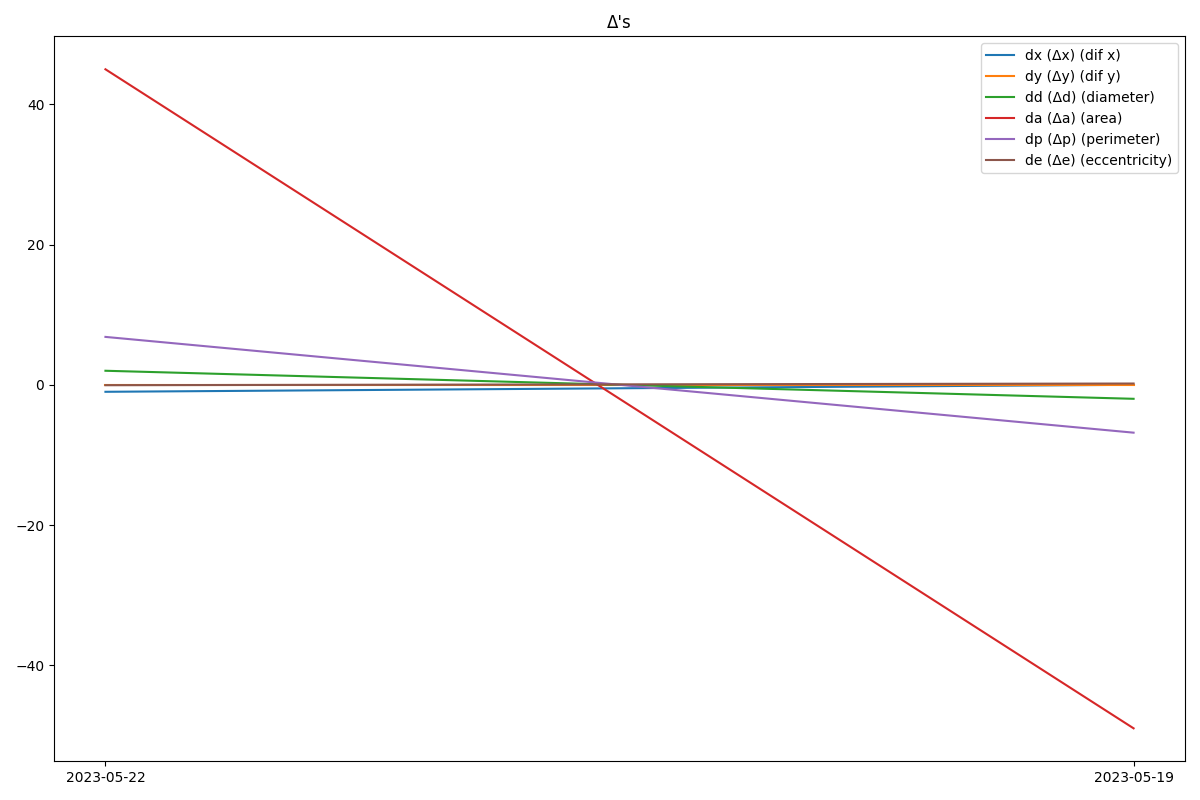 Δ's
dx (Δx) (dif x)
dy (Δy) (dif y)
dd (Δd) (diameter)
da (Δa) (area)
dp (Δp) (perimeter)
de (Δe) (eccentricity)
40
20
0
−20
−40
2023-05-22
2023-05-19